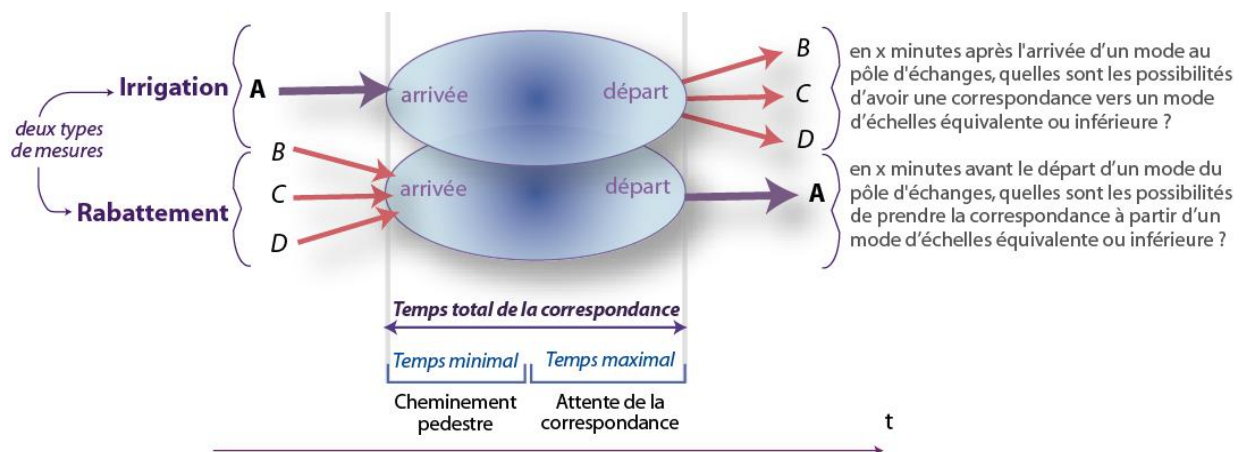 deux types
de mesures
Irrigation
A
arrivée
départ
B
C
D
en x minutes après l'arrivée d'un mode au
pôle d'échanges, quelles sont les possibilités
d'avoir une correspondance vers un mode
d'échelles équivalente ou inférieure ?
Rabattement
B
C
D
arrivée
départ
A
en x minutes avant le départ d'un mode du
pôle d'échanges, quelles sont les possibilités
de prendre la correspondance à partir d'un
mode d'échelles équivalente ou inférieure ?
Temps total de la correspondance
Temps minimal
Temps maximal
Cheminement
pedestre
Attente de la
correspondance
t